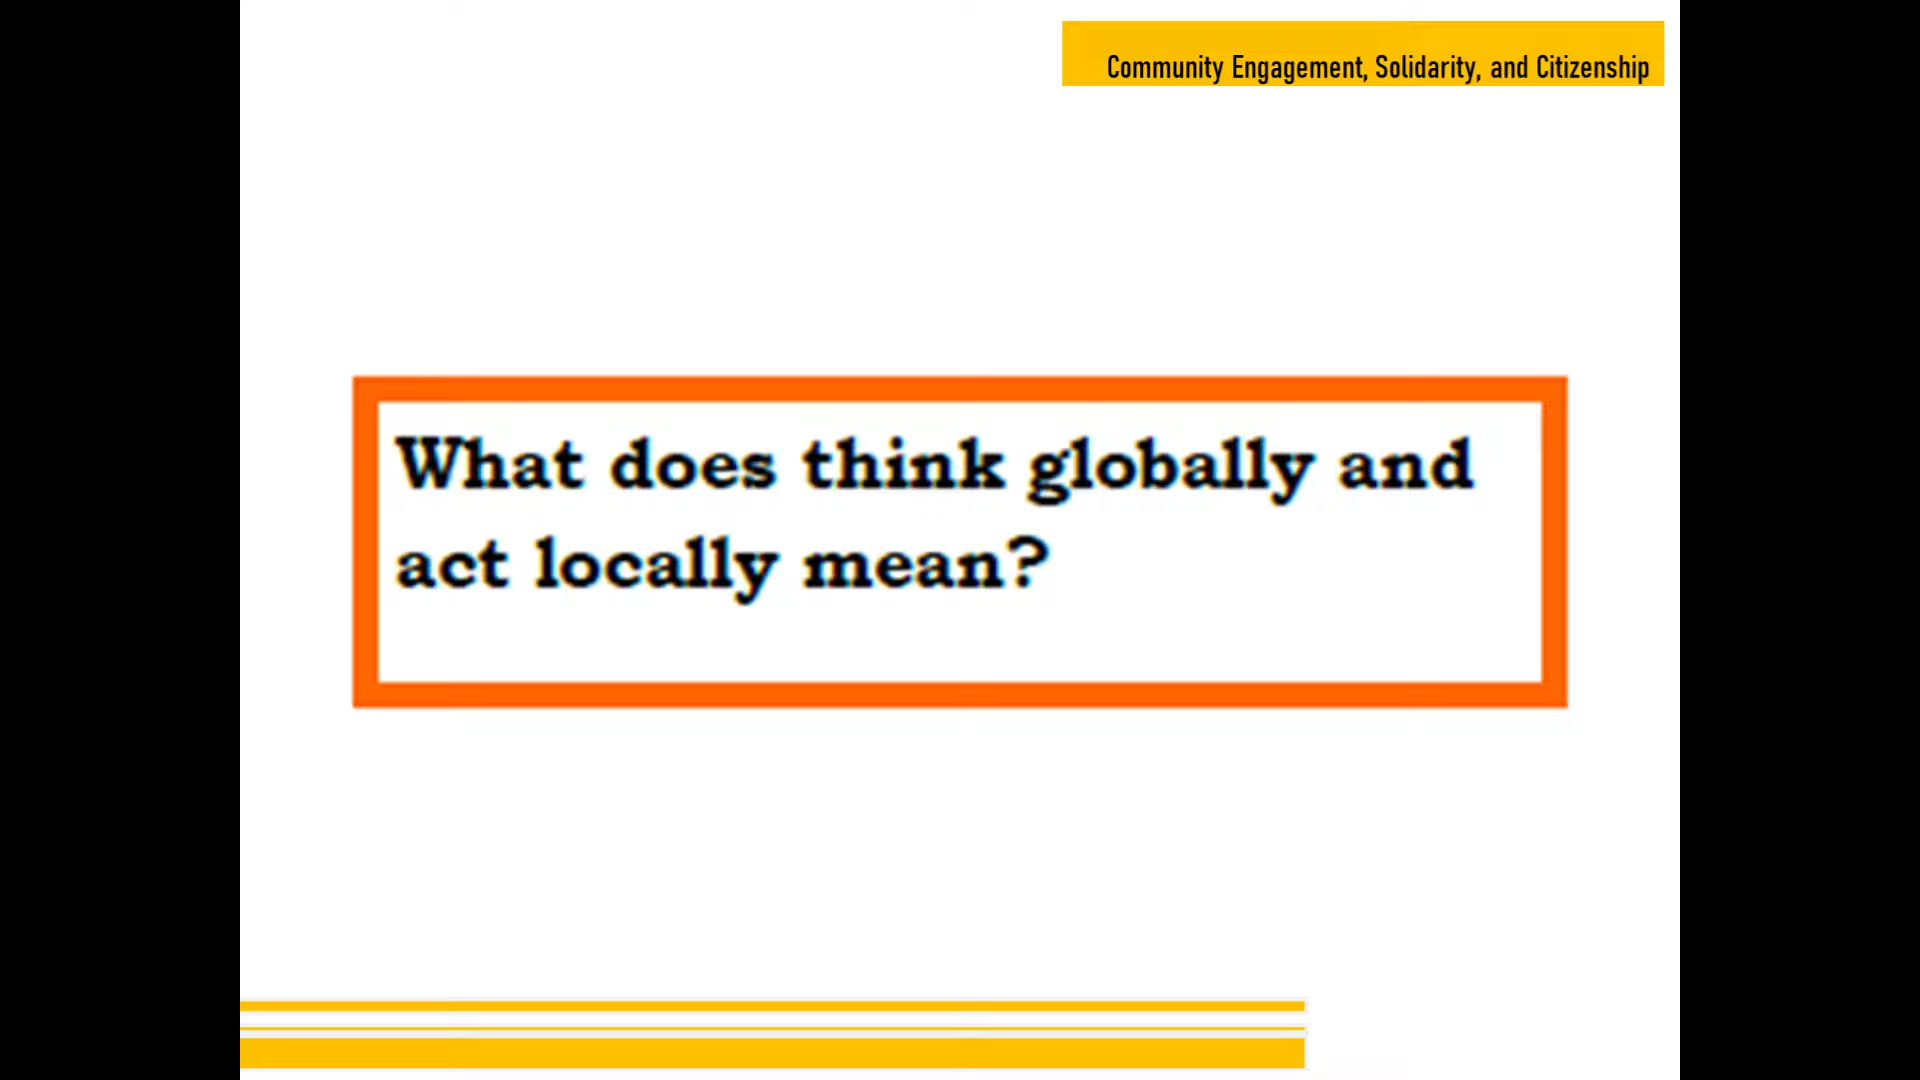 Community Engagement, Solidarity, and Citizenship
What does think globally and
act locally mean?